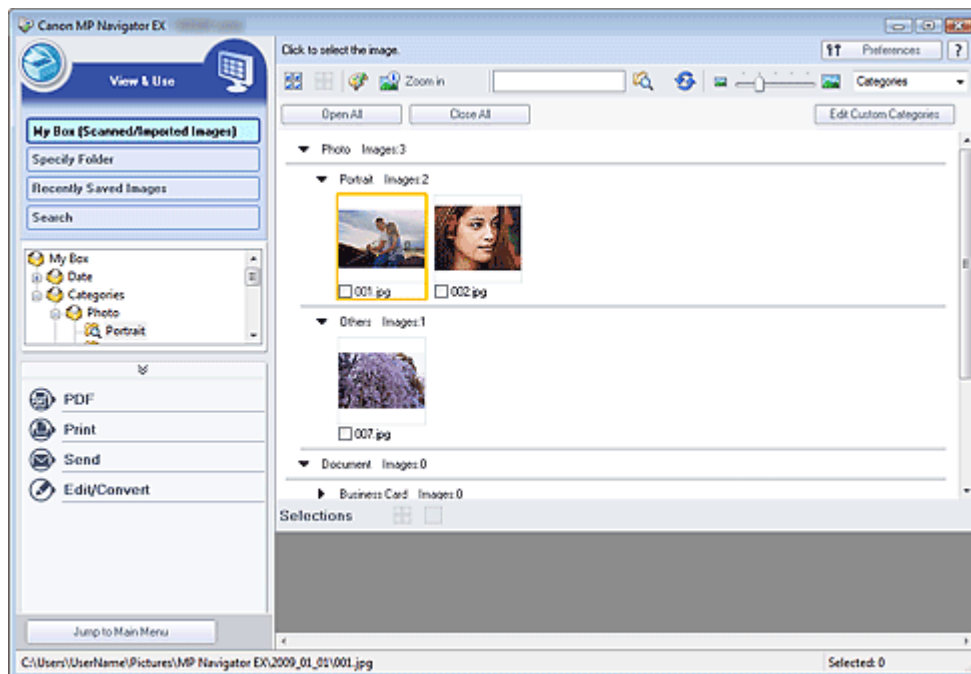 Canon MP Navigator EX
View & Use
My Box (Scanned/Imported Images)
Specify Folder
Recently Saved Images
Search
My Box
Date
Categories
Photo
Portrait
PDF
Print
Send
Edit/Convert
Jump to Main Menu
Click to select the image.
Preferences
?
Zoom in
Categories
Open All
Close All
Edit Custom Categories
Photo Images:3
Portrait Images:2
001.jpg
002.jpg
Others Images:1
007.jpg
Document Images:0
Business Card Images:0
Selections
C:\Users\UserName\Pictures\MP Navigator EX\2009_01_01\001.jpg
Selected: 0